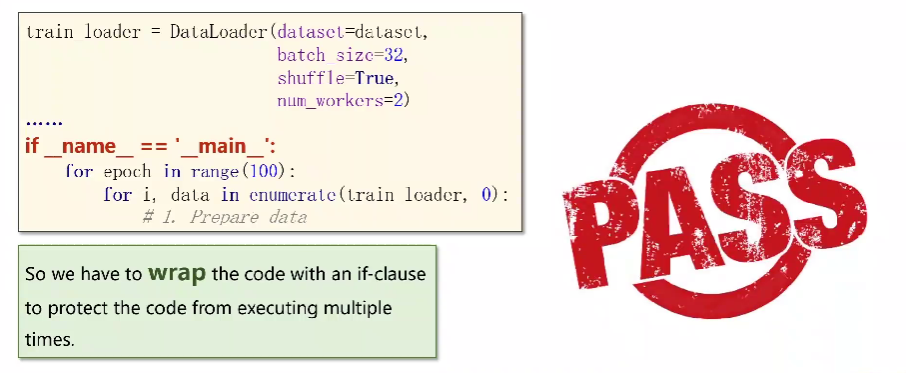 train loader = DataLoader(dataset=dataset,
batch size=32,
shuffle=True,
num_workers=2)
……
if __name__ == '__main__':
for epoch in range(100):
for i, data in enumerate(train loader, 0):
# 1. Prepare data
So we have to wrap the code with an if-clause
to protect the code from executing multiple
times.
PASS